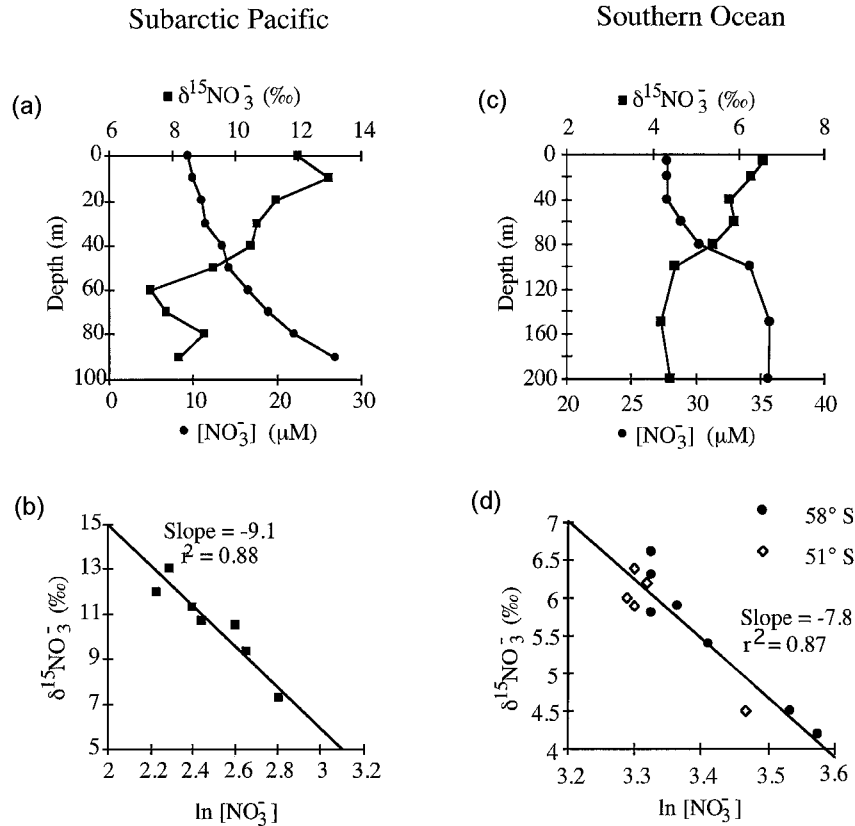 Subarctic Pacific
Southern Ocean
(a)
■ δ¹⁵NO₃⁻ (‰)
6 8 10 12 14
0
20
40
60
80
100
Depth (m)
0 10 20 30
● [NO₃⁻] (μM)
(c)
■ δ¹⁵NO₃⁻ (‰)
2 4 6 8
0
40
80
120
160
200
Depth (m)
20 25 30 35 40
● [NO₃⁻] (μM)
(b)
15
13
11
9
7
5
δ¹⁵NO₃⁻ (‰)
Slope = -9.1
r² = 0.88
2 2.2 2.4 2.6 2.8 3 3.2
ln [NO₃⁻]
(d)
7
6.5
6
5.5
5
4.5
4
δ¹⁵NO₃⁻ (‰)
● 58° S
◇ 51° S
Slope = -7.8
r² = 0.87
3.2 3.3 3.4 3.5 3.6
ln [NO₃⁻]